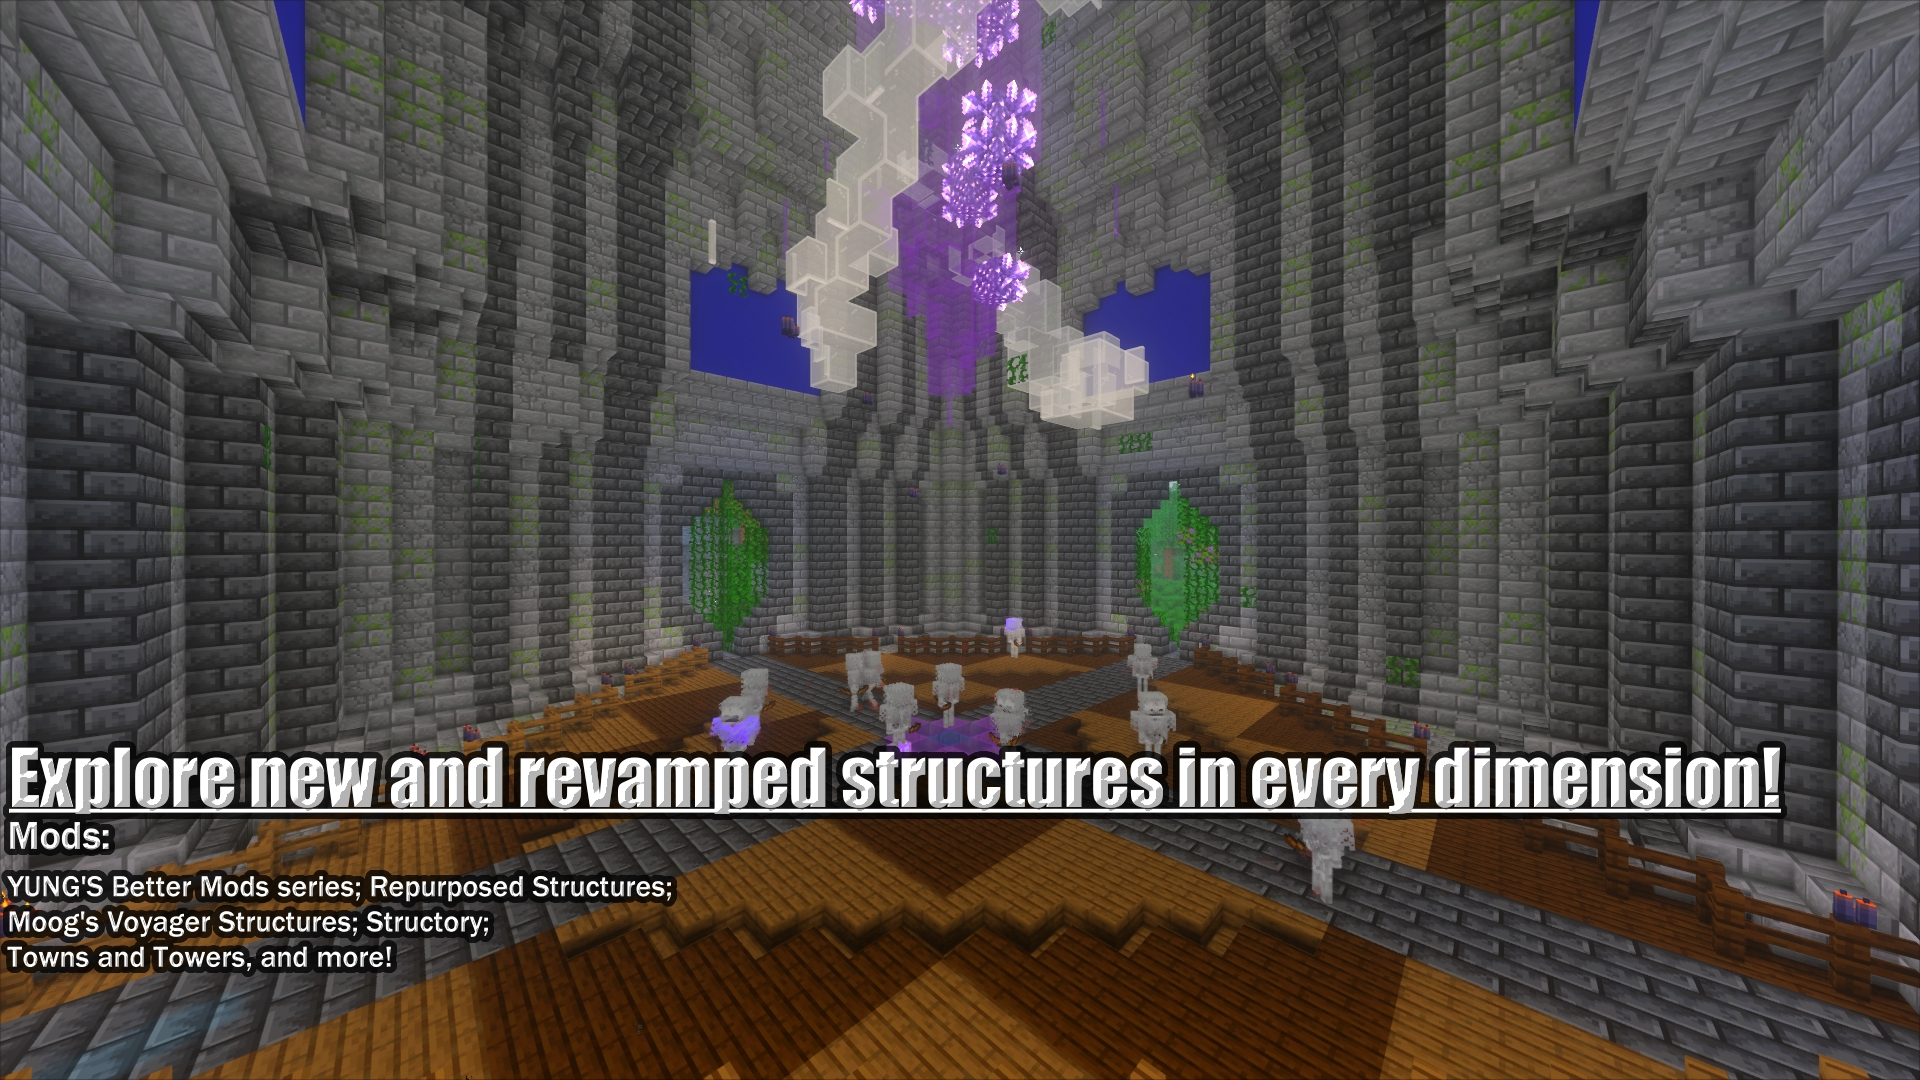 Explore new and revamped structures in every dimension!
Mods:
YUNG'S Better Mods series; Repurposed Structures;
Moog's Voyager Structures; Structory;
Towns and Towers, and more!